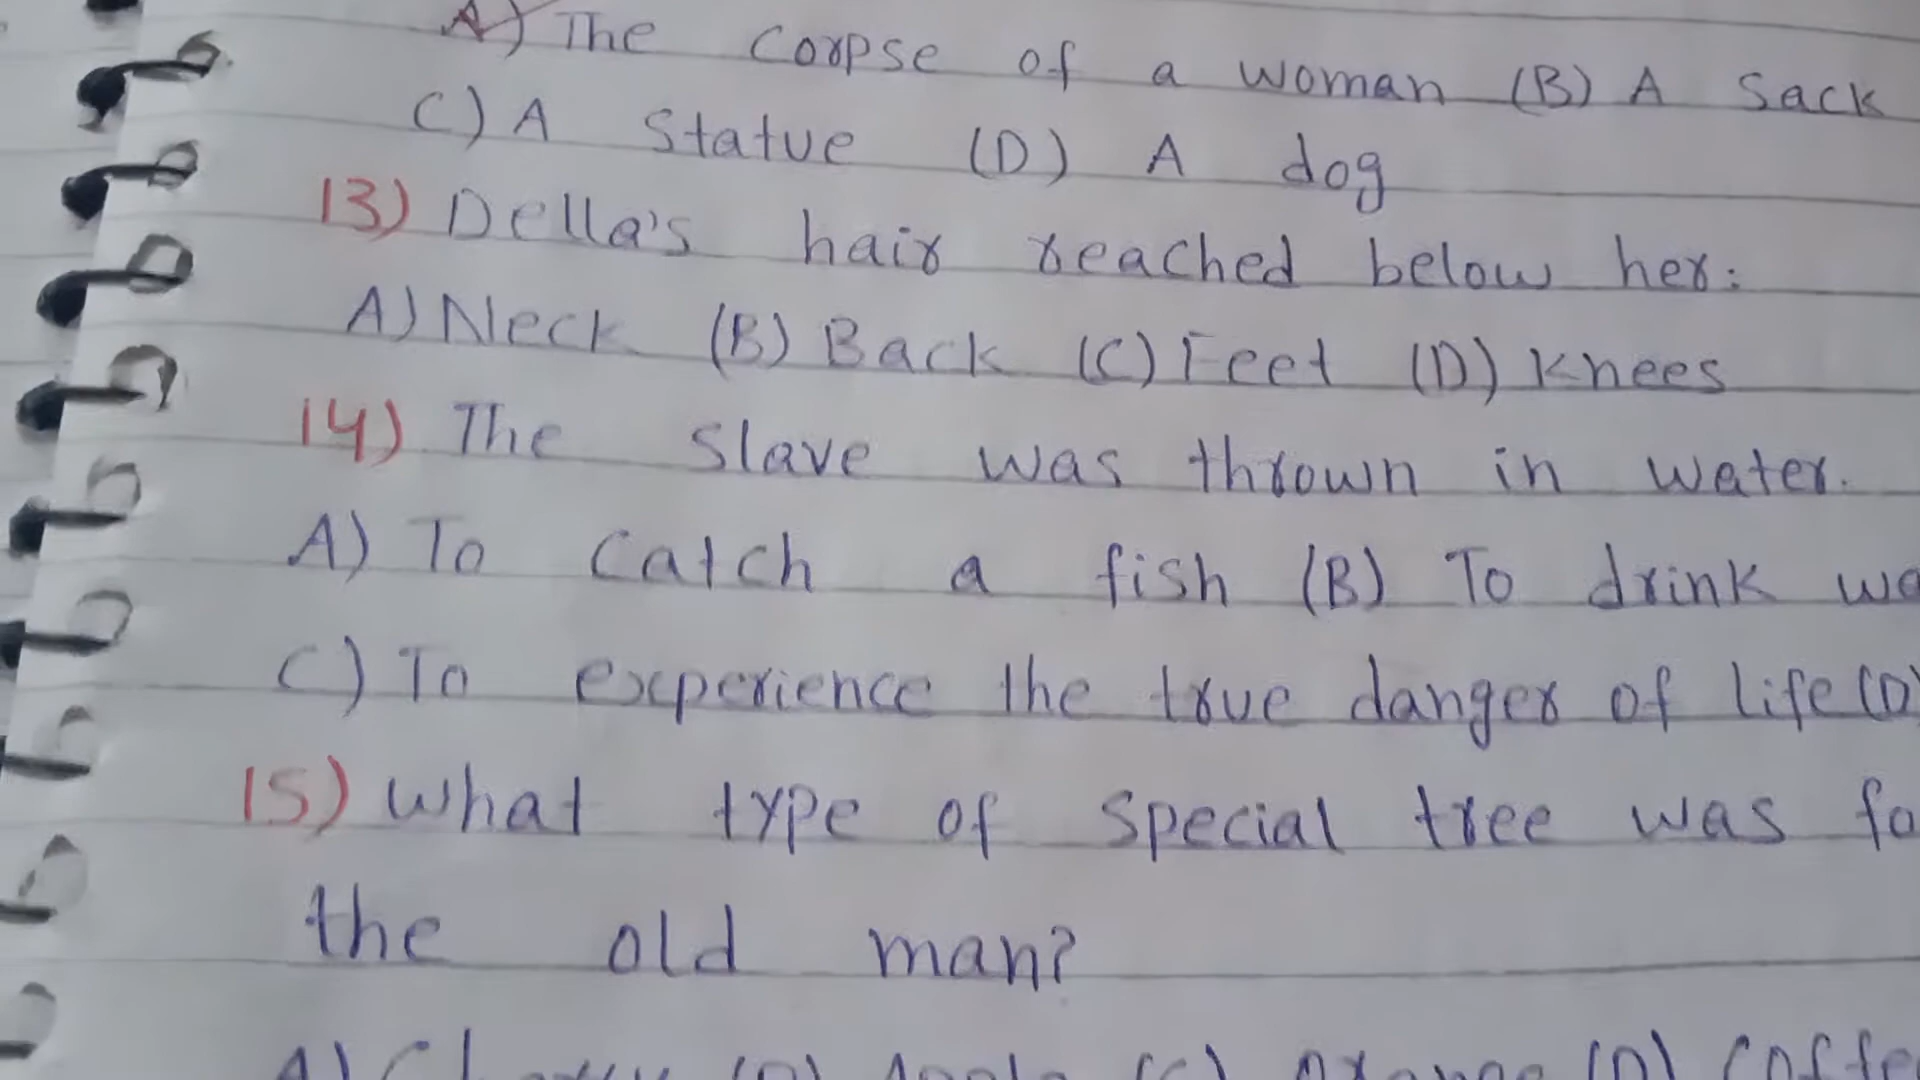 A) The Corpse of a woman (B) A Sack
C) A Statue (D) A dog
13) Della's hair reached below her:
A) Neck (B) Back (C) Feet (D) Knees
14) The slave was thrown in water.
A) To catch a fish (B) To drink
C) To experience the true danger of life (D)
15) What type of special tree was
the old man?
A) (C) (D)